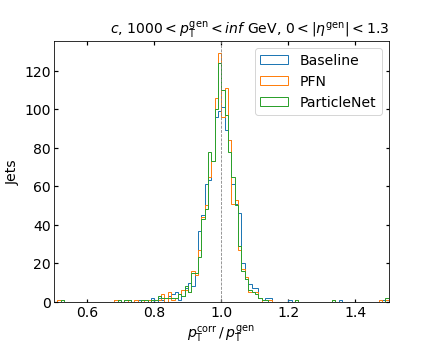 c, 1000 < p_T^gen < inf GeV, 0 < |η^gen| < 1.3
Baseline
PFN
ParticleNet
Jets
120
100
80
60
40
20
0
0.6 0.8 1.0 1.2 1.4
p_T^corr / p_T^gen